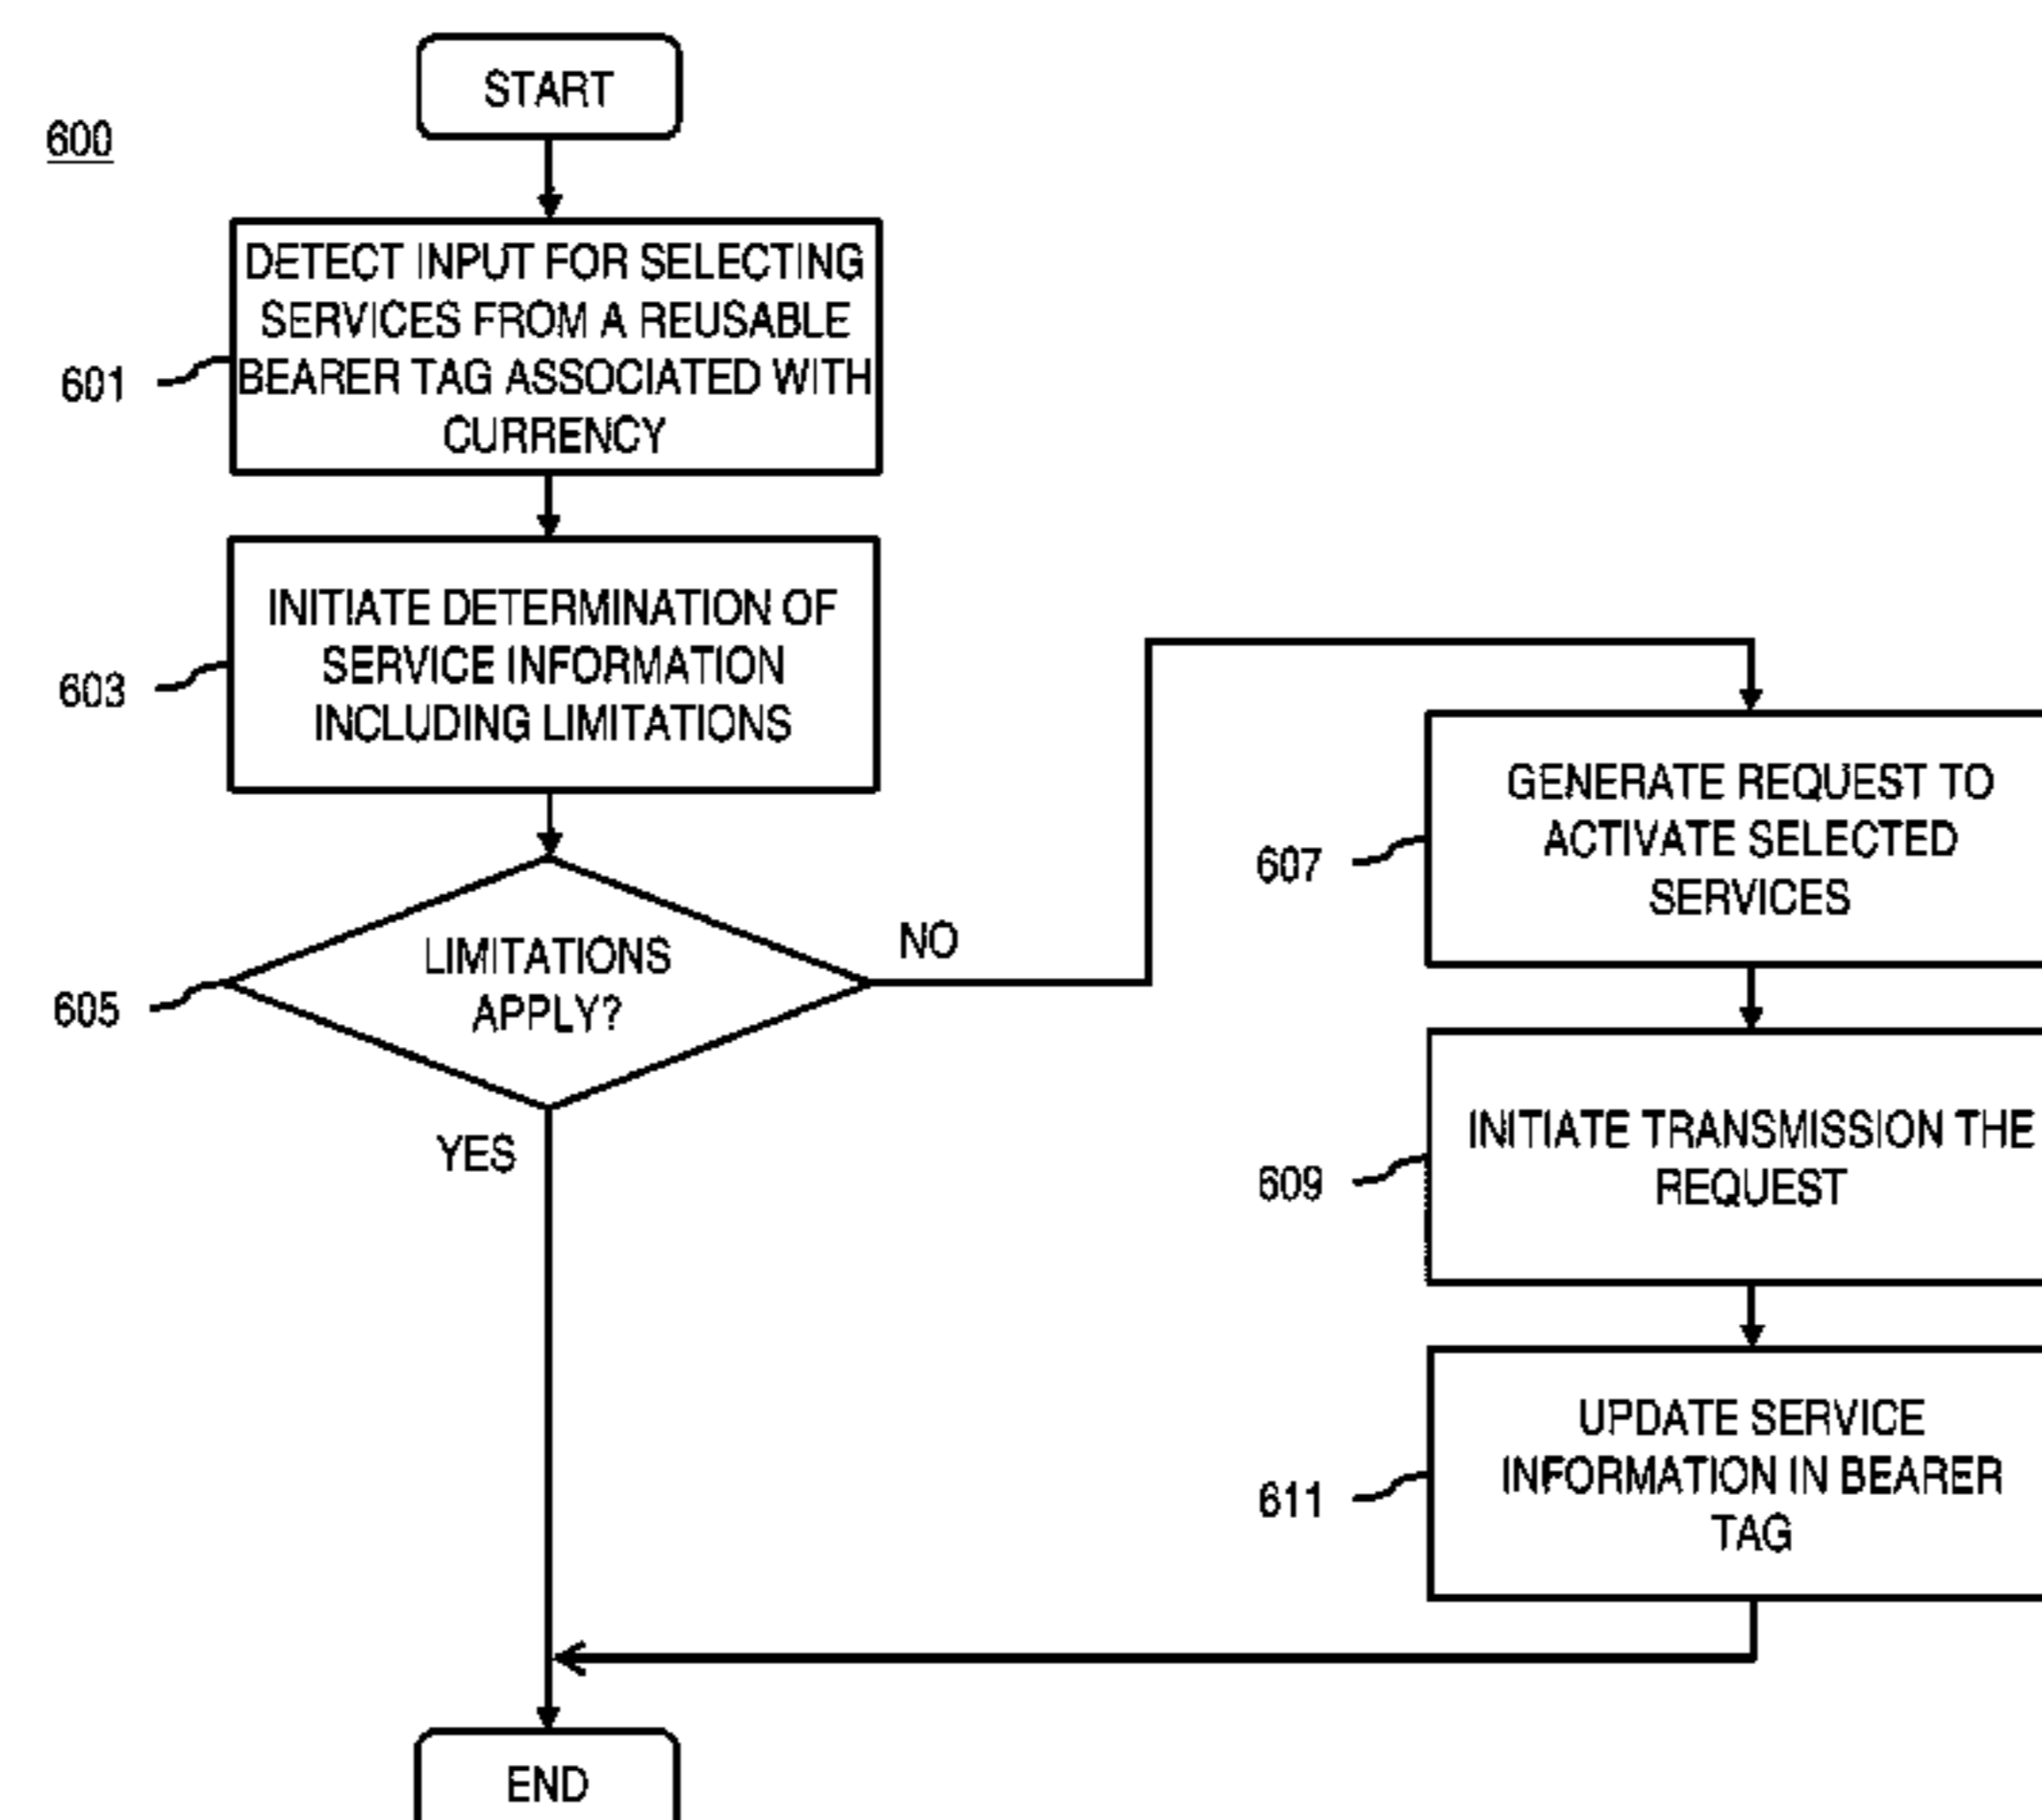 START
600
DETECT INPUT FOR SELECTING
SERVICES FROM A REUSABLE
BEARER TAG ASSOCIATED WITH
CURRENCY
601
INITIATE DETERMINATION OF
SERVICE INFORMATION
INCLUDING LIMITATIONS
603
LIMITATIONS
APPLY?
605
NO
YES
GENERATE REQUEST TO
ACTIVATE SELECTED
SERVICES
607
INITIATE TRANSMISSION THE
REQUEST
609
UPDATE SERVICE
INFORMATION IN BEARER
TAG
611
END